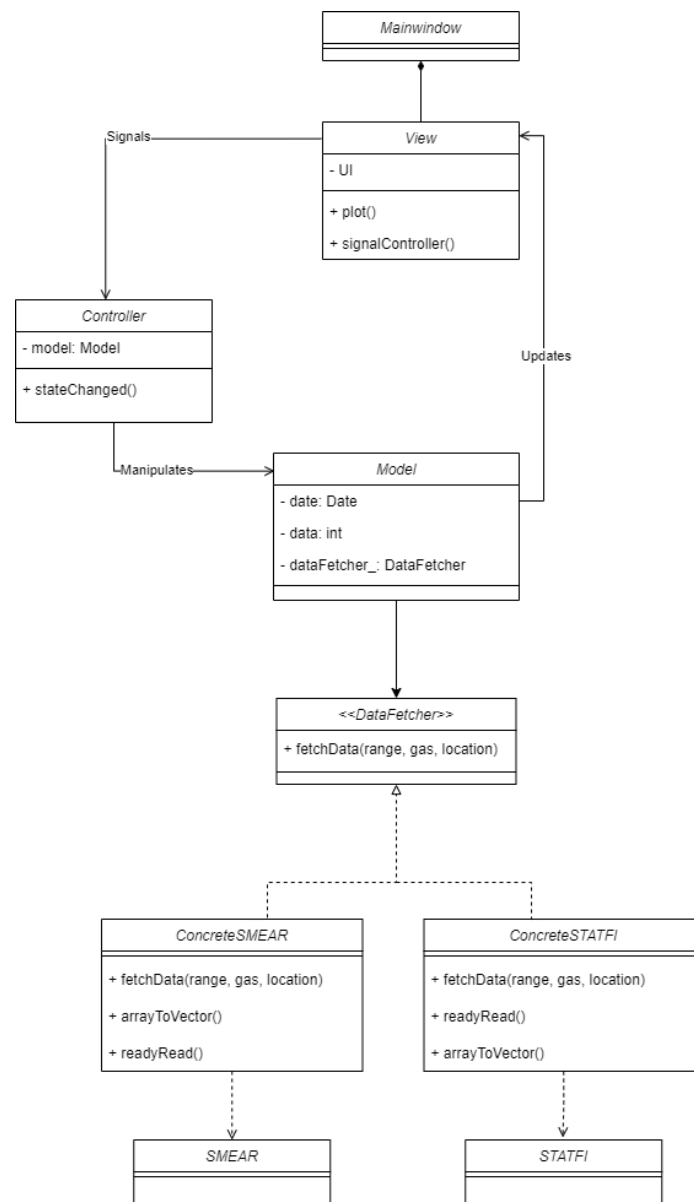 Mainwindow
View
- UI
+ plot()
+ signalController()
Signals
Controller
- model: Model
+ stateChanged()
Updates
Manipulates
Model
- date: Date
- data: int
- dataFetcher_: DataFetcher
<<DataFetcher>>
+ fetchData(range, gas, location)
ConcreteSMEAR
+ fetchData(range, gas, location)
+ arrayToVector()
+ readyRead()
ConcreteSTATFI
+ fetchData(range, gas, location)
+ readyRead()
+ arrayToVector()
SMEAR
STATFI